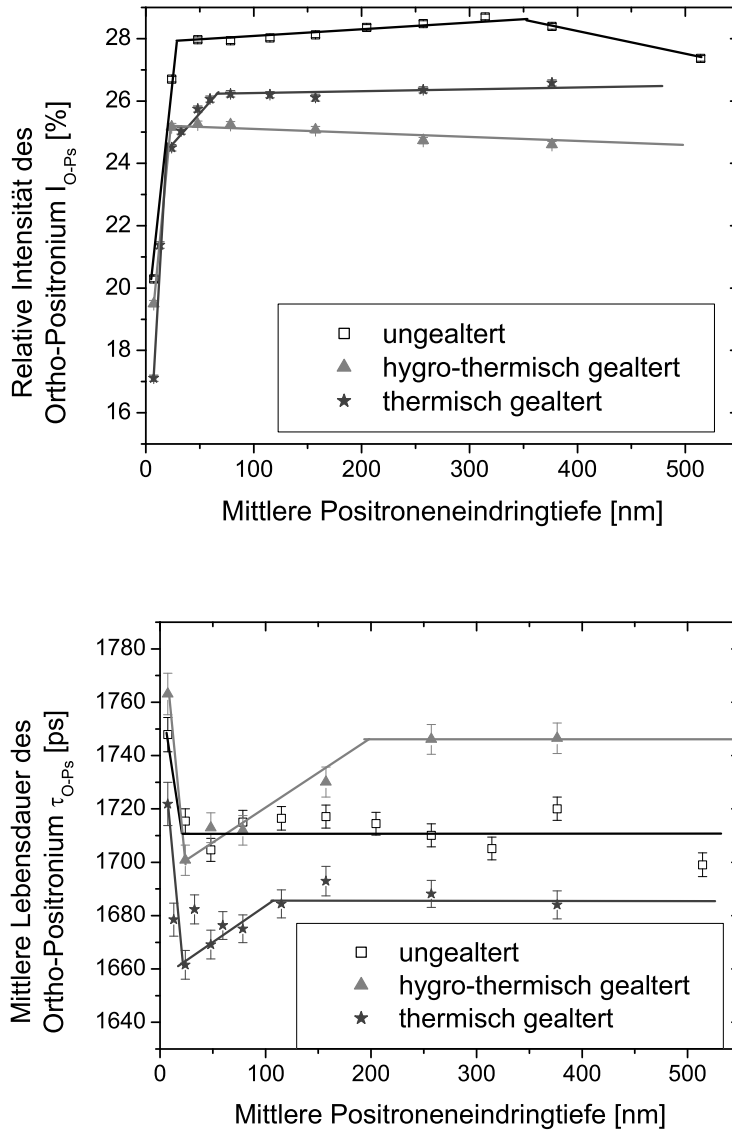 28
26
24
22
20
18
16
Relative Intensität des
Ortho-Positronium I_O-Ps [%]
ungealtert
hygro-thermisch gealtert
thermisch gealtert
0 100 200 300 400 500
Mittlere Positroneneindringtiefe [nm]
1780
1760
1740
1720
1700
1680
1660
1640
Mittlere Lebensdauer des
Ortho-Positronium τ_O-Ps [ps]
ungealtert
hygro-thermisch gealtert
thermisch gealtert
0 100 200 300 400 500
Mittlere Positroneneindringtiefe [nm]